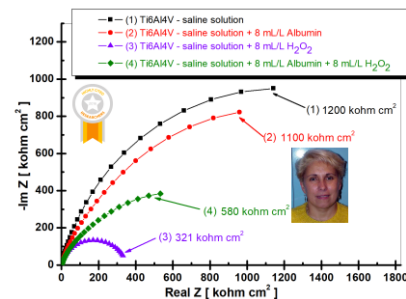 (1) Ti6Al4V - saline solution
(2) Ti6Al4V - saline solution + 8 mL/L Albumin
(3) Ti6Al4V - saline solution + 8 mL/L H₂O₂
(4) Ti6Al4V - saline solution + 8 mL/L Albumin + 8 mL/L H₂O₂
-Im Z [ kohm cm²]
1200
1000
800
600
400
200
0
(1) 1200 kohm cm²
(2) 1100 kohm cm²
(4) 580 kohm cm²
(3) 321 kohm cm²
0 200 400 600 800 1000 1200 1400
Real Z [ kohm cm²]